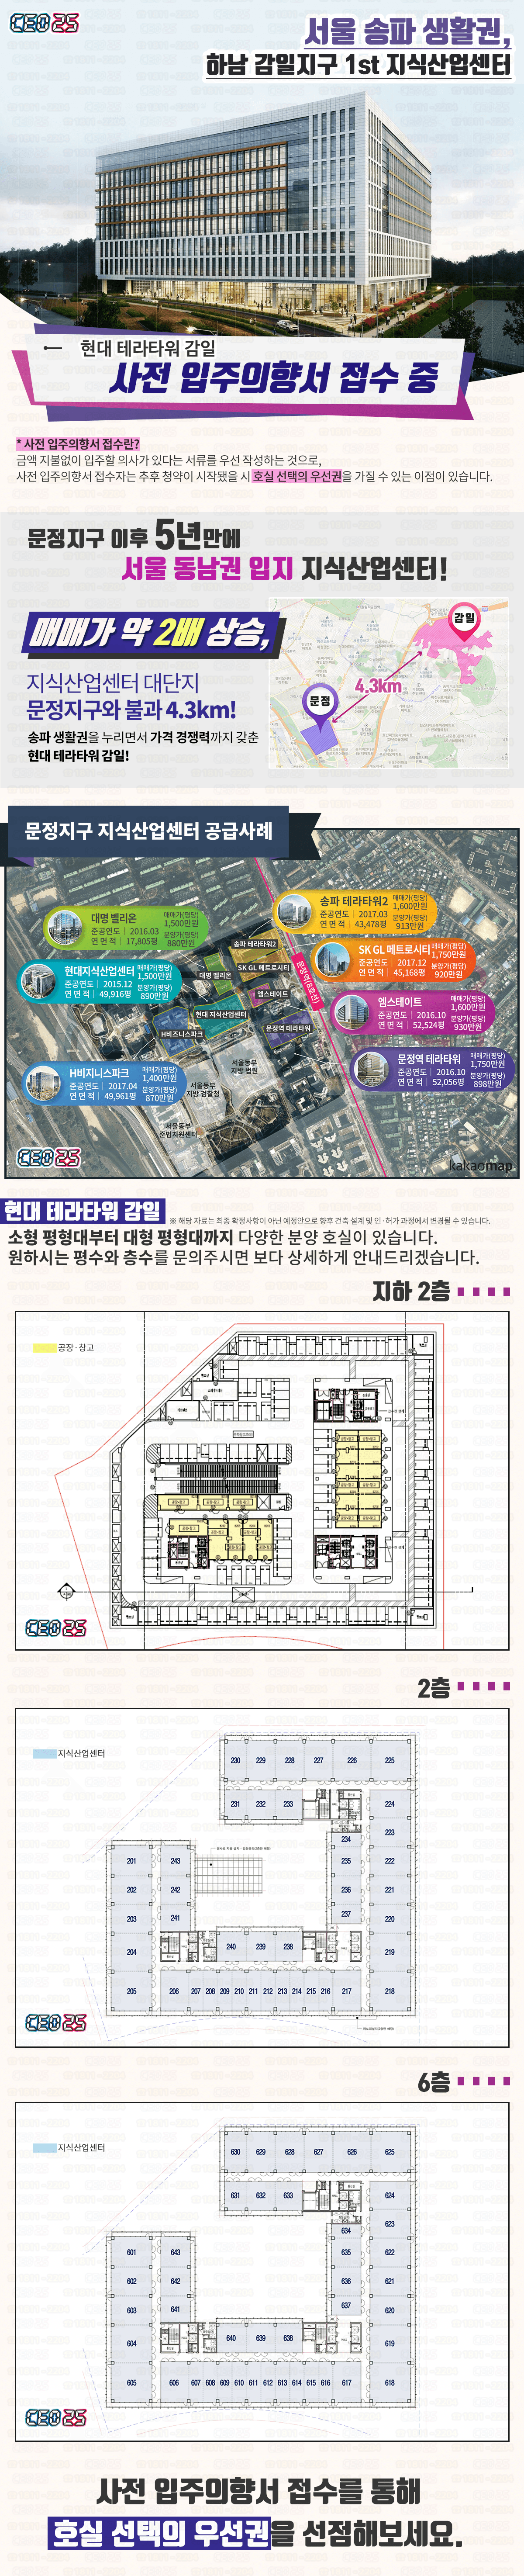 CEO25
서울 송파 생활권,
하남 감일지구 1st 지식산업센터
현대 테라타워 감일
사전 입주의향서 접수 중
* 사전 입주의향서 접수란?
금액 지불없이 입주할 의사가 있다는 서류를 우선 작성하는 것으로,
사전 입주의향서 접수자는 추후 청약이 시작됐을 시 호실 선택의 우선권을 가질 수 있는 이점이 있습니다.
문정지구 이후 5년만에
서울 동남권 입지 지식산업센터!
매매가 약 2배 상승,
지식산업센터 대단지
문정지구와 불과 4.3km!
송파 생활권을 누리면서 가격 경쟁력까지 갖춘
현대 테라타워 감일!
감일
4.3km
문정
문정지구 지식산업센터 공급사례
대명 벨리온
준공연도 | 2016.03
연 면 적 | 17,805평
매매가(평당)
1,500만원
분양가(평당)
880만원
송파 테라타워2
준공연도 | 2017.03
연 면 적 | 43,478평
매매가(평당)
1,600만원
분양가(평당)
913만원
현대지식산업센터
준공연도 | 2015.12
연 면 적 | 49,916평
매매가(평당)
1,500만원
분양가(평당)
890만원
SK GL 메트로시티
준공연도 | 2017.12
연 면 적 | 45,168평
매매가(평당)
1,750만원
분양가(평당)
920만원
엠스테이트
준공연도 | 2016.10
연 면 적 | 52,524평
매매가(평당)
1,600만원
분양가(평당)
930만원
H비지니스파크
준공연도 | 2017.04
연 면 적 | 49,961평
매매가(평당)
1,400만원
분양가(평당)
870만원
문정역 테라타워
준공연도 | 2016.10
연 면 적 | 52,056평
매매가(평당)
1,750만원
분양가(평당)
898만원
송파 테라타워2
대명 벨리온
SK GL 메트로시티
문정역(8호선)
엠스테이트
현대 지식산업센터
H비즈니스파크
문정역 테라타워
서울동부
지방 법원
서울동부
지방 검찰청
서울동부
준법지원센터
CEO25
kakaomap
현대 테라타워 감일
※ 해당 자료는 최종 확정사항이 아닌 예정안으로 향후 건축 설계 및 인·허가 과정에서 변경될 수 있습니다.
소형 평형대부터 대형 평형대까지 다양한 분양 호실이 있습니다.
원하시는 평수와 층수를 문의주시면 보다 상세하게 안내드리겠습니다.
지하 2층
공장·창고
CEO25
2층
지식산업센터
230 229 228 227 226 225
231 232 233 224
234 223
201 243 235 222
202 242 236 221
203 241 237 220
204 240 239 238 219
205 206 207 208 209 210 211 212 213 214 215 216 217 218
CEO25
6층
지식산업센터
630 629 628 627 626 625
631 632 633 624
634 623
601 643 635 622
602 642 636 621
603 641 637 620
604 640 639 638 619
605 606 607 608 609 610 611 612 613 614 615 616 617 618
CEO25
사전 입주의향서 접수를 통해
호실 선택의 우선권을 선점해보세요.